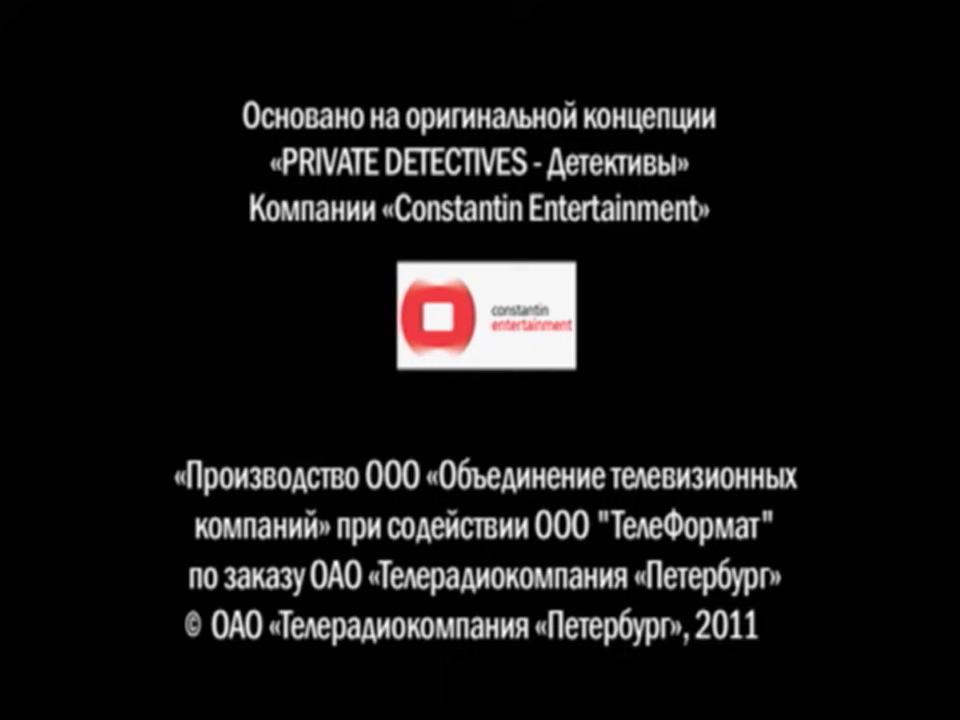 Основано на оригинальной концепции
«PRIVATE DETECTIVES - Детективы»
Компании «Constantin Entertainment»
constantin
entertainment
«Производство ООО «Объединение телевизионных
компаний» при содействии ООО "ТелеФормат"
по заказу ОАО «Телерадиокомпания «Петербург»
© ОАО «Телерадиокомпания «Петербург», 2011